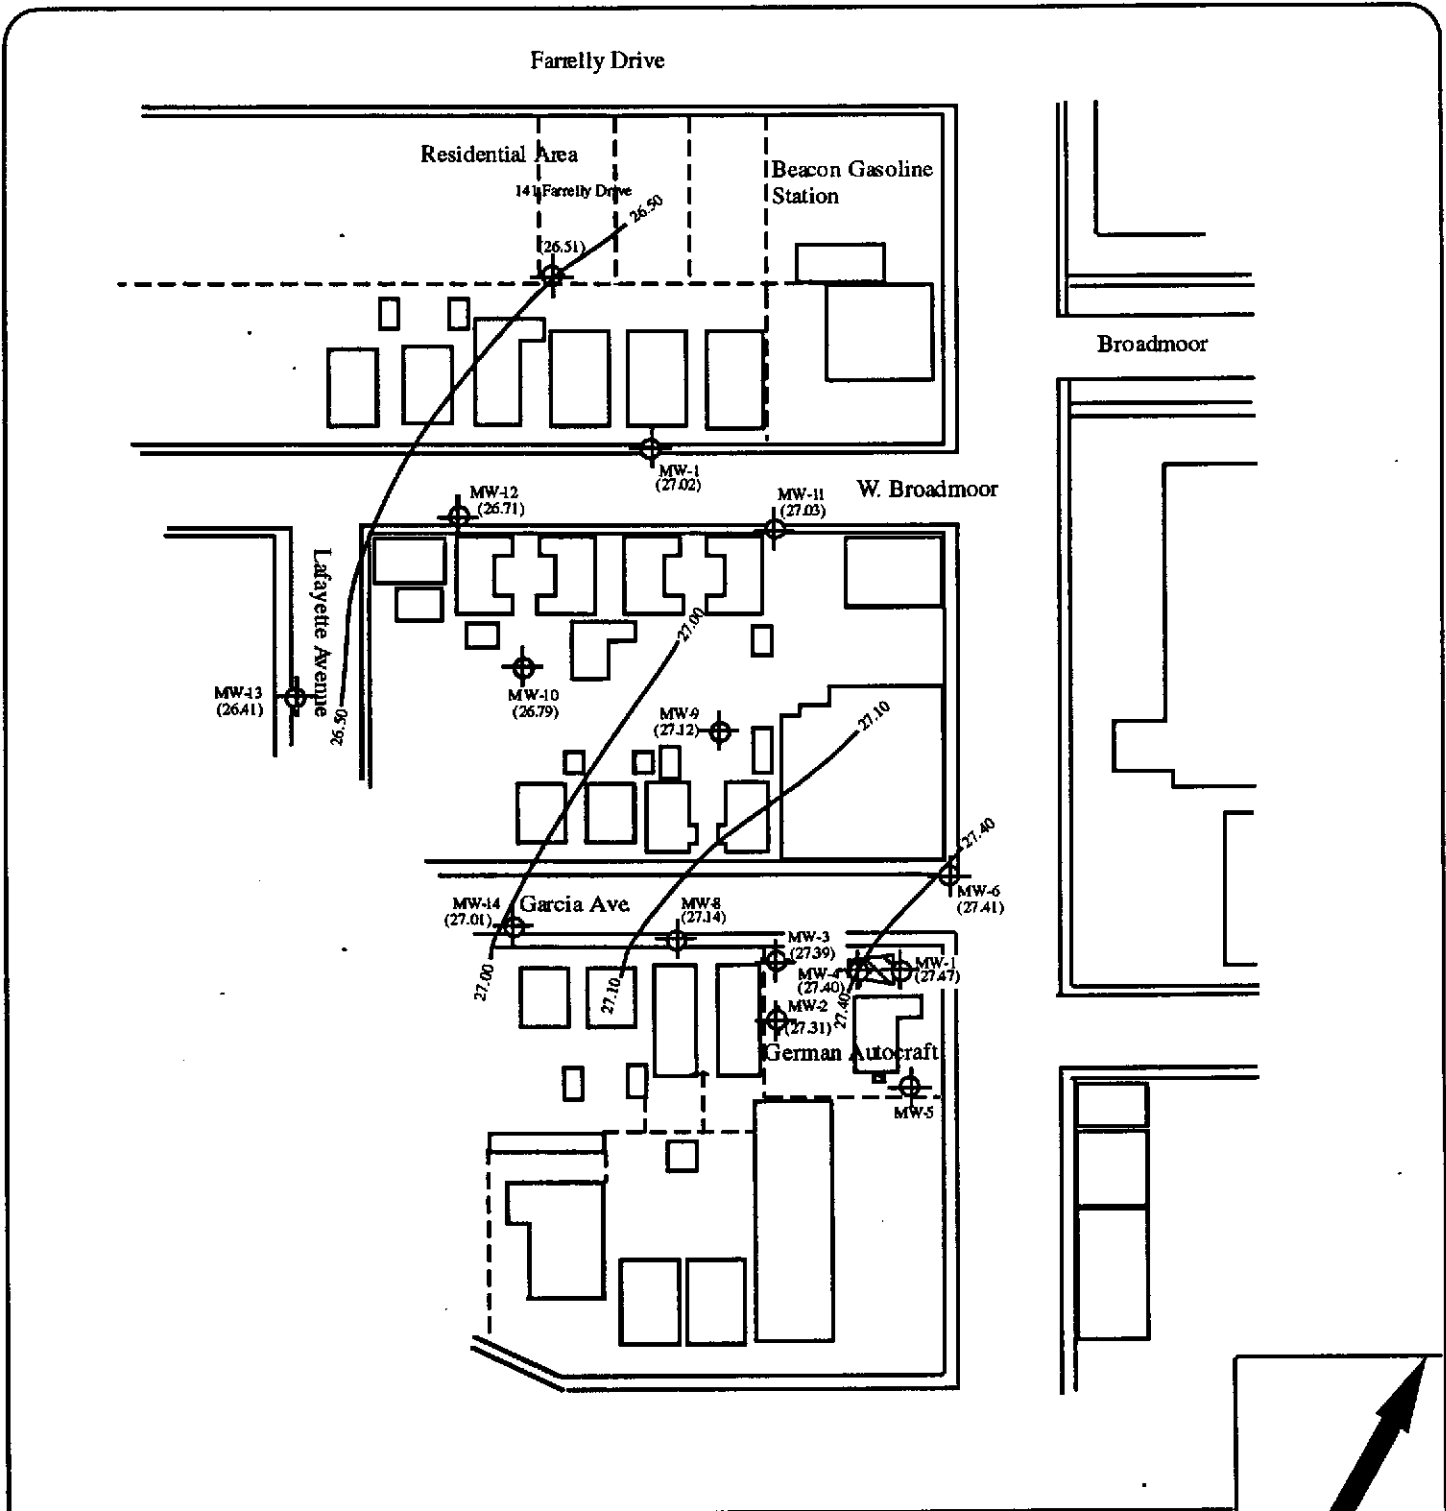 Farrelly Drive
Residential Area
Beacon Gasoline
Station
141 Farrelly Drive
26.50
(26.51)
Broadmoor
MW-1
(27.02)
W. Broadmoor
MW-12
(26.71)
MW-11
(27.03)
Lafayette Avenue
27.00
MW-13
(26.41)
26.50
MW-10
(26.79)
MW-9
(27.12)
27.10
27.40
MW-6
(27.41)
MW-14
(27.01)
Garcia Ave.
MW-8
(27.14)
MW-3
(27.39)
MW-4
(27.40)
MW-1
(27.47)
27.00
27.10
27.40
MW-2
(27.31)
German Autocraft
MW-5